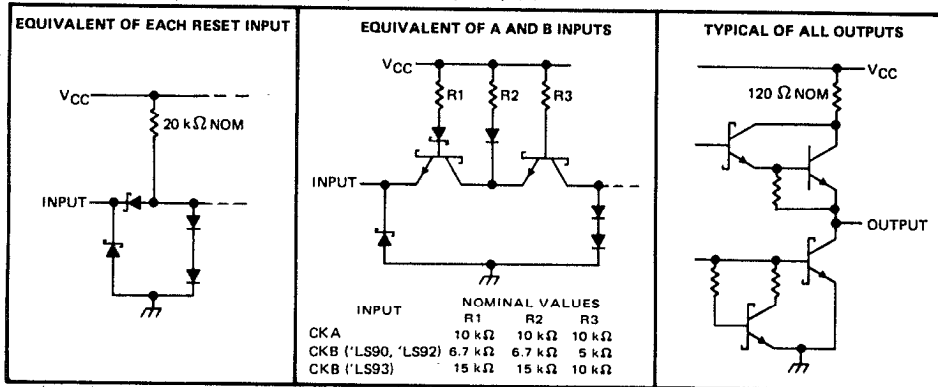 EQUIVALENT OF EACH RESET INPUT
VCC
20 kΩ NOM
INPUT
EQUIVALENT OF A AND B INPUTS
VCC
R1
R2
R3
INPUT
INPUT NOMINAL VALUES
R1 R2 R3
CKA 10 kΩ 10 kΩ 10 kΩ
CKB ('LS90, 'LS92) 6.7 kΩ 6.7 kΩ 5 kΩ
CKB ('LS93) 15 kΩ 15 kΩ 10 kΩ
TYPICAL OF ALL OUTPUTS
VCC
120 Ω NOM
OUTPUT